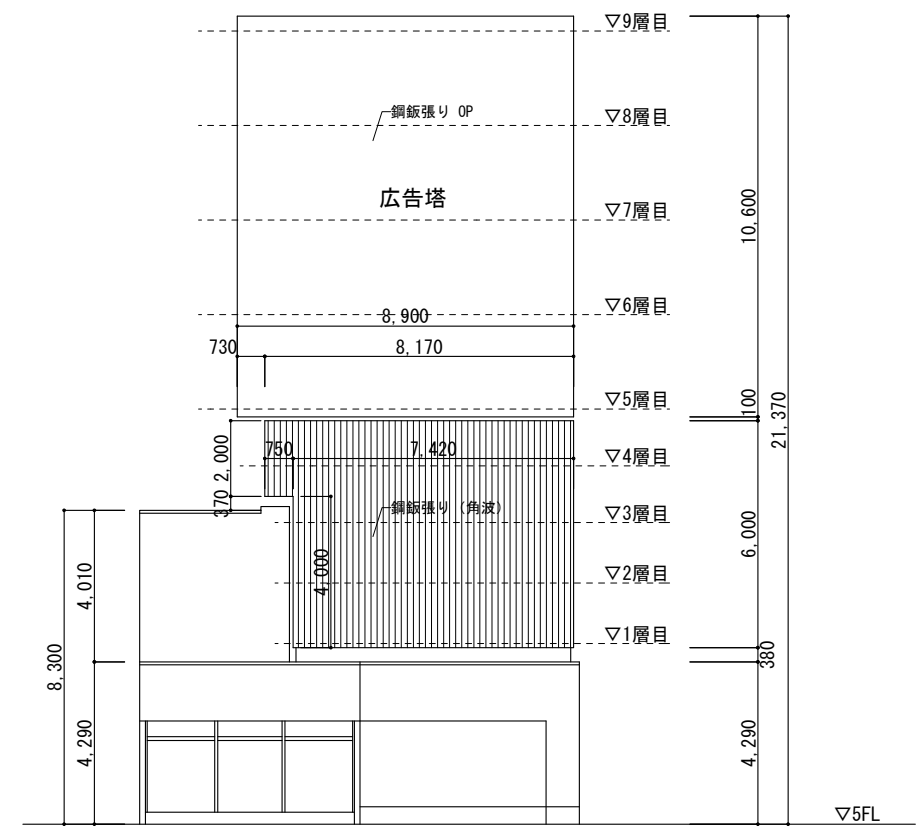 ▽9層目
鋼鈑張り OP
▽8層目
広告塔
10,600
▽7層目
▽6層目
8,900
730
8,170
▽5層目
100
21,370
2,000
750
7,420
▽4層目
370
鋼鈑張り (角波)
▽3層目
6,000
4,010
4,000
▽2層目
▽1層目
8,300
380
4,290
4,290
▽5FL